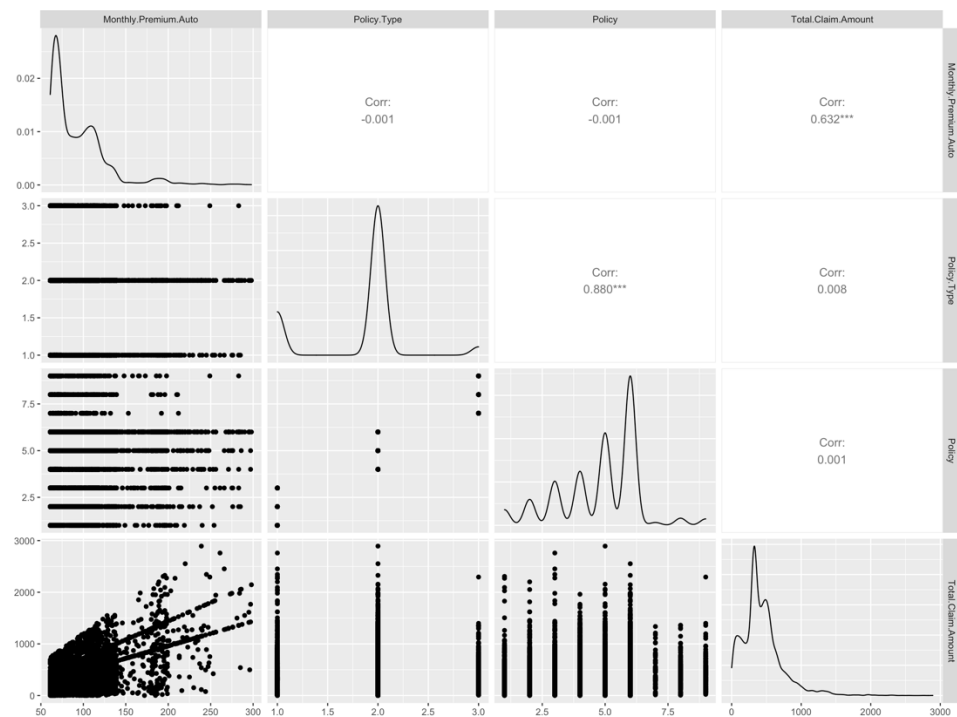 Monthly.Premium.Auto
Policy.Type
Policy
Total.Claim.Amount
0.02
0.01
0.00
Corr:
-0.001
Corr:
-0.001
Corr:
0.632***
Monthly.Premium.Auto
3.0
2.5
2.0
1.5
1.0
Corr:
0.880***
Corr:
0.008
Policy.Type
7.5
5.0
2.5
Corr:
0.001
Policy
3000
2000
1000
0
Total.Claim.Amount
50
100
150
200
250
300
1.0
1.5
2.0
2.5
3.0
2.5
5.0
7.5
0
1000
2000
3000